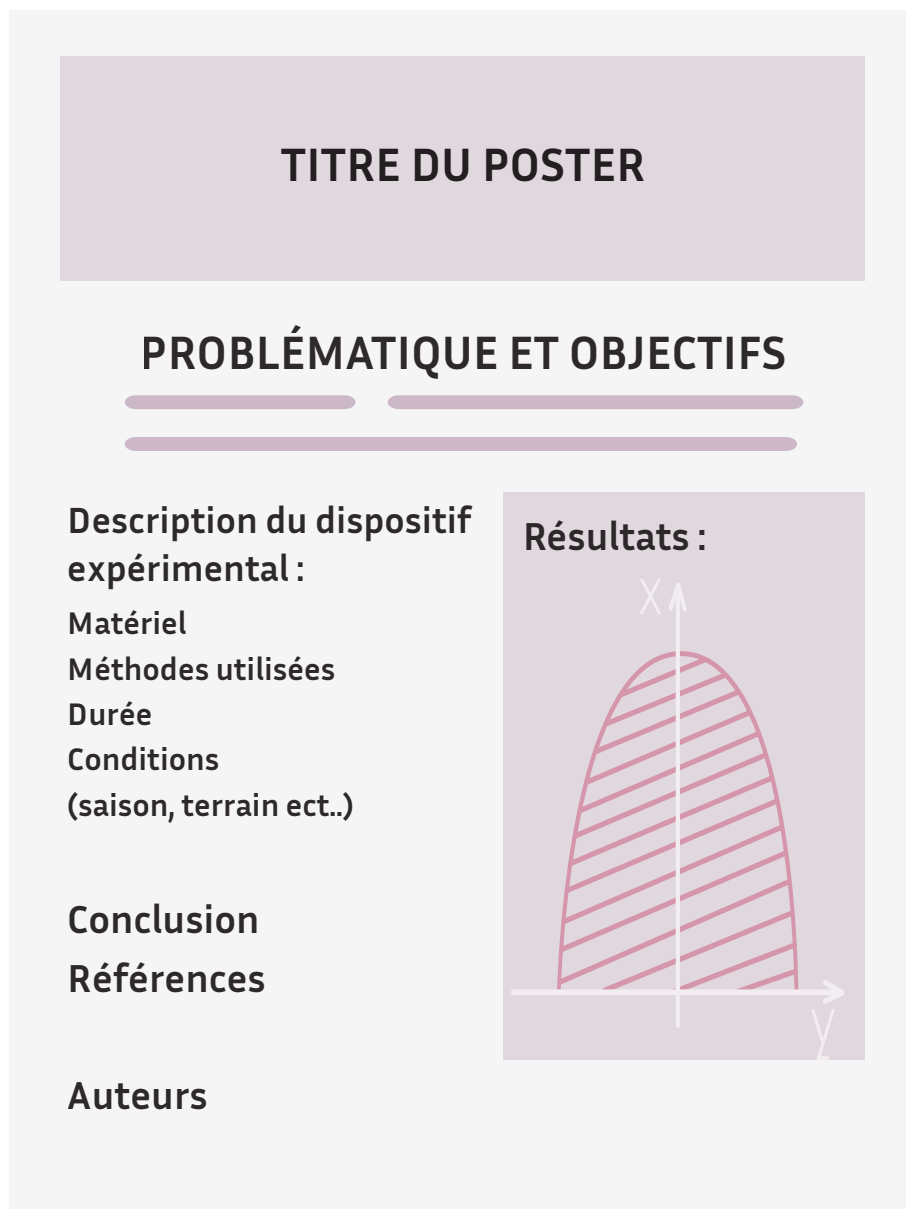 TITRE DU POSTER
PROBLÉMATIQUE ET OBJECTIFS
Description du dispositif
expérimental :
Matériel
Méthodes utilisées
Durée
Conditions
(saison, terrain ect..)
Conclusion
Références
Auteurs
Résultats :
X
y